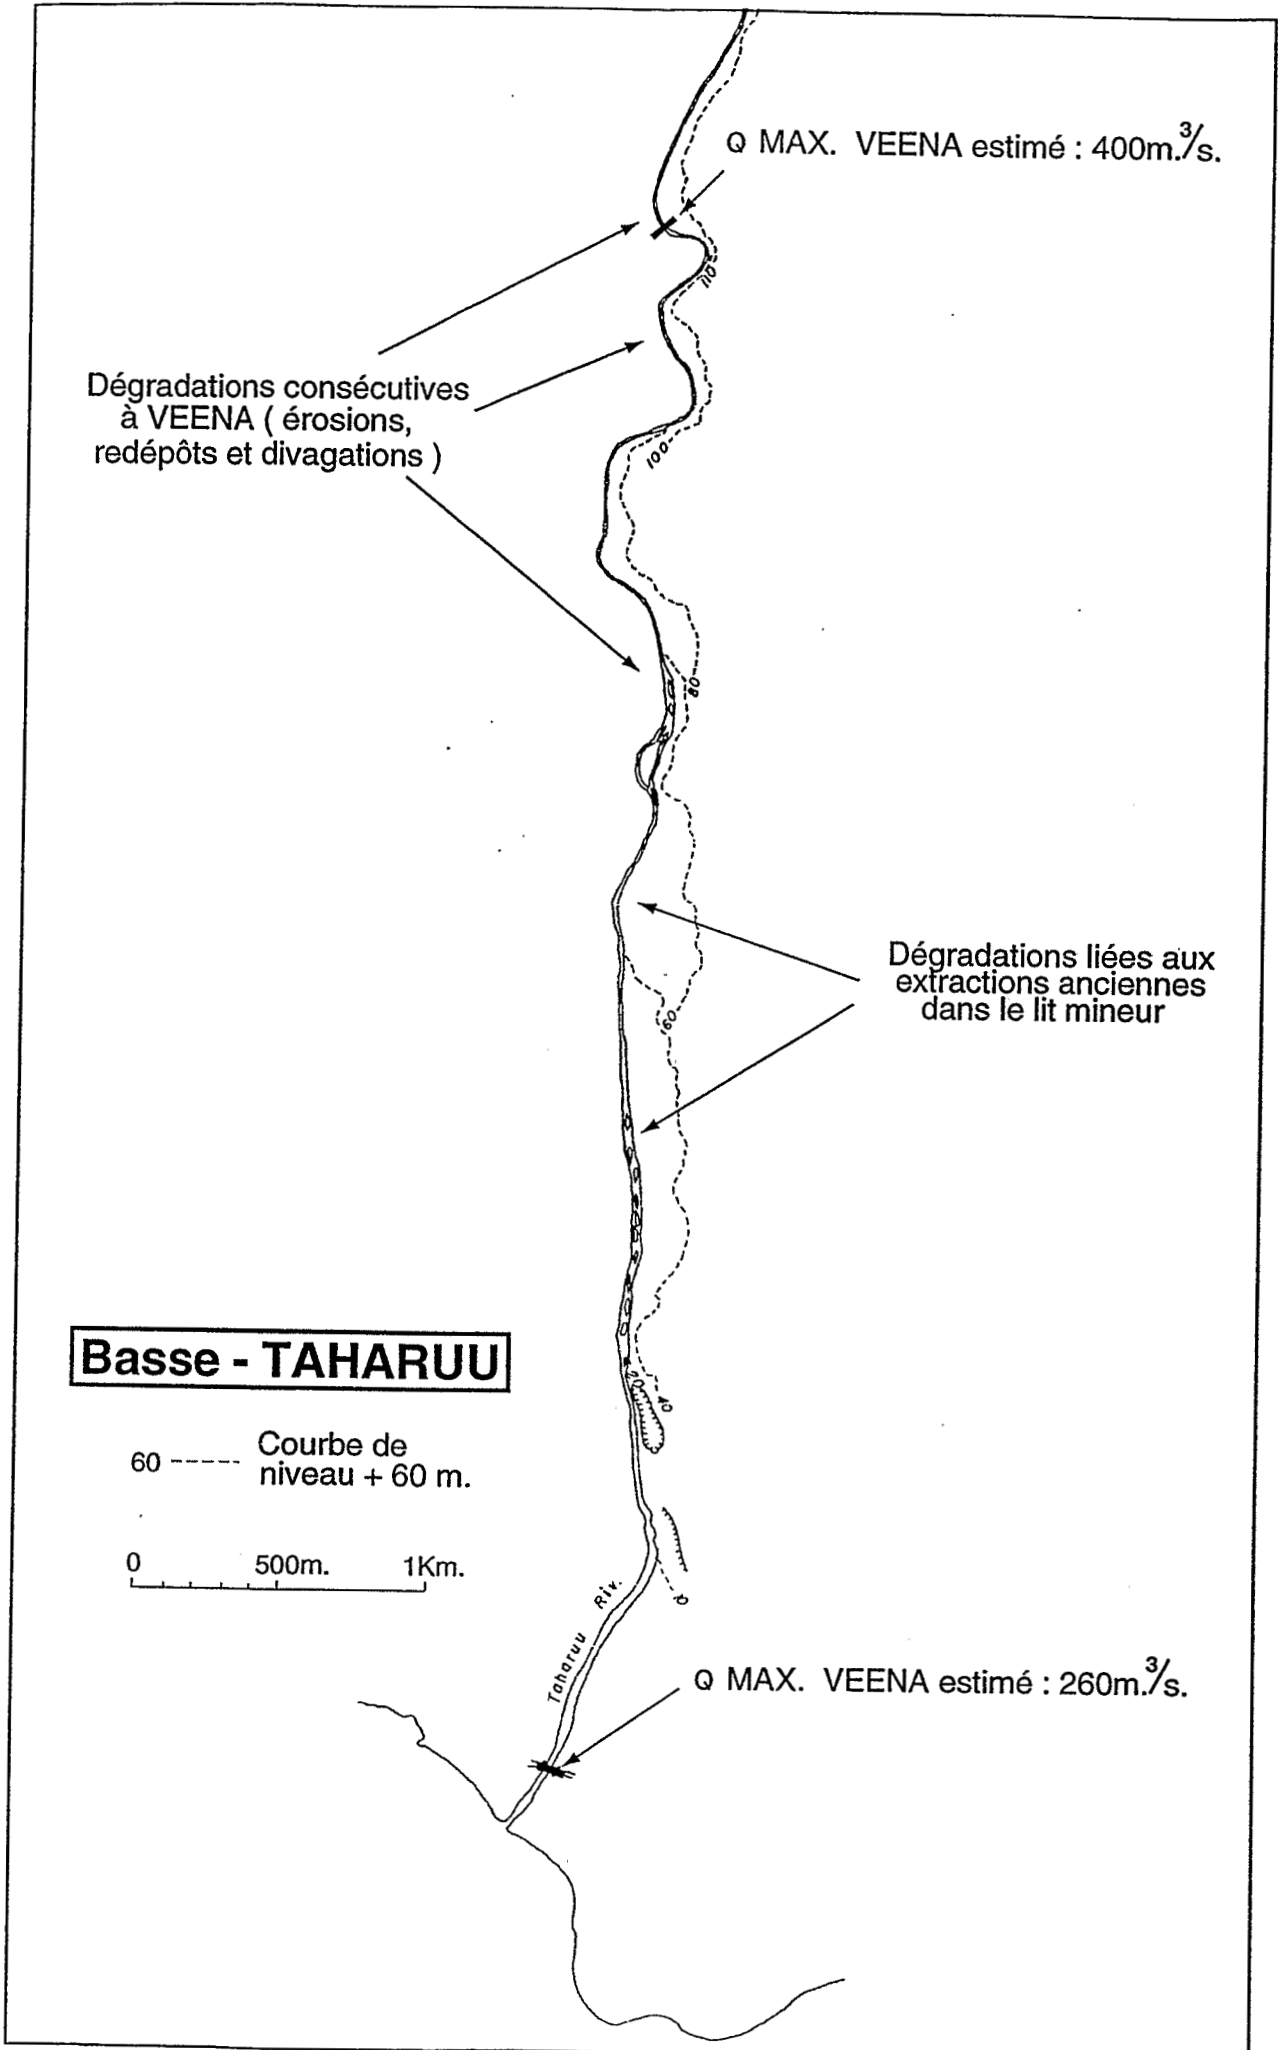 Q MAX. VEENA estimé : 400m.³/s.
110
Dégradations consécutives
à VEENA ( érosions,
redépôts et divagations )
100
80
Dégradations liées aux
extractions anciennes
dans le lit mineur
60
Basse - TAHARUU
20
40
60 ------ Courbe de
niveau + 60 m.
0 500m. 1Km.
Taharuu Riv.
Q MAX. VEENA estimé : 260m.³/s.